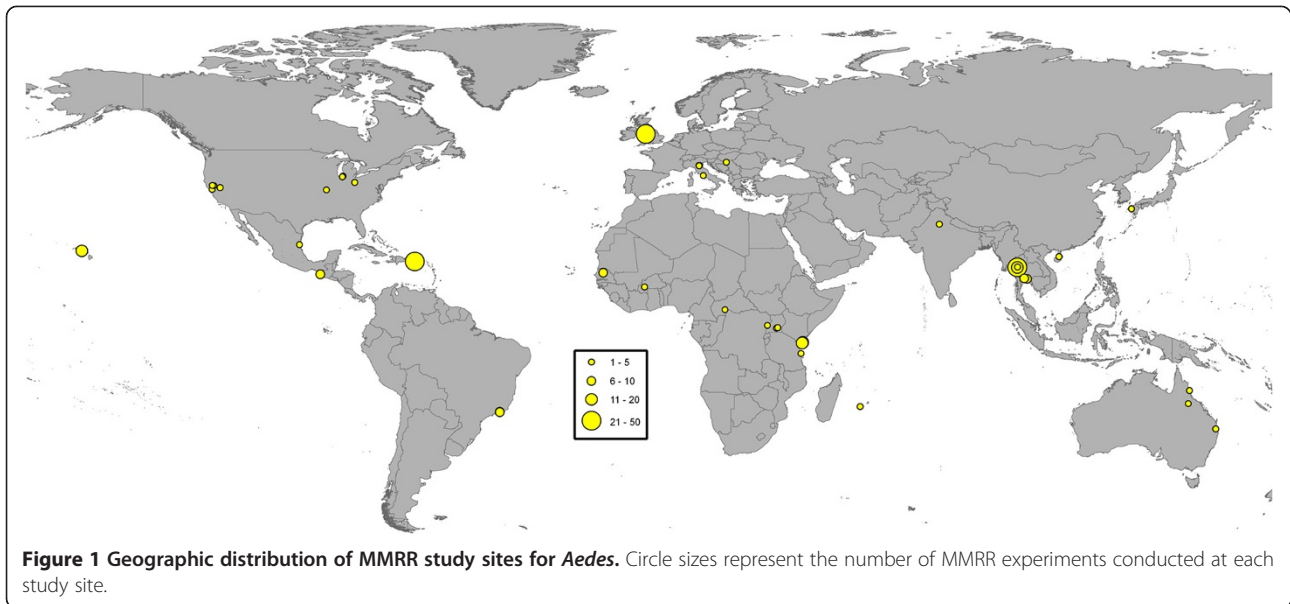 1 - 5
6 - 10
11 - 20
21 - 50
Figure 1 Geographic distribution of MMRR study sites for Aedes. Circle sizes represent the number of MMRR experiments conducted at each
study site.